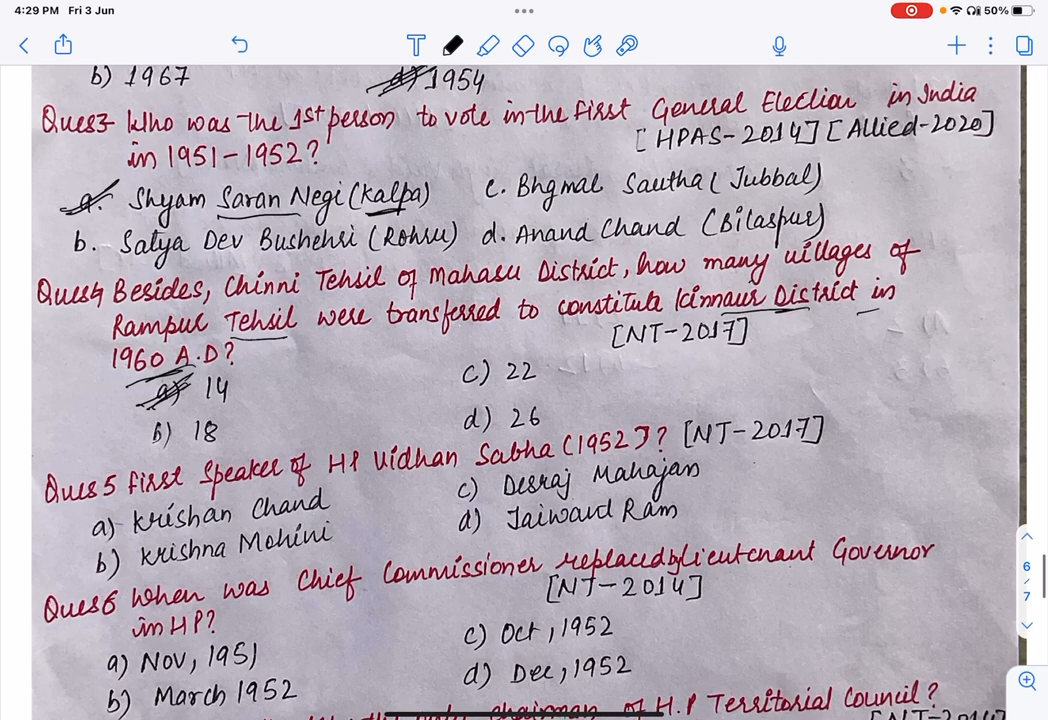 4:29 PM Fri 3 Jun
50%
b) 1967 d) 1954
Ques3 Who was the 1st person to vote in the First General Election in India
in 1951-1952? [HPAS-2014] [Allied-2020]
a. Shyam Saran Negi (Kalpa) c. Bhgmal Sautha (Jubbal)
b. Satya Dev Bushehri (Rohru) d. Anand Chand (Bilaspur)
Ques4 Besides, Chinni Tehsil of Mahasu District, how many villages of
Rampur Tehsil were transferred to constitute Kinnaur District in
1960 A.D? [NT-2017]
a) 14 c) 22
b) 18 d) 26
Ques5 First Speaker of HP Vidhan Sabha (1952)? [NT-2017]
a) Krishan Chand c) Desraj Mahajan
b) Krishna Mohini d) Jaiward Ram
Ques6 When was Chief Commissioner replaced by Lieutenant Governor
in HP? [NT-2014]
a) Nov, 1951 c) Oct, 1952
b) March 1952 d) Dec, 1952
chairman of H.P Territorial Council?
6
7